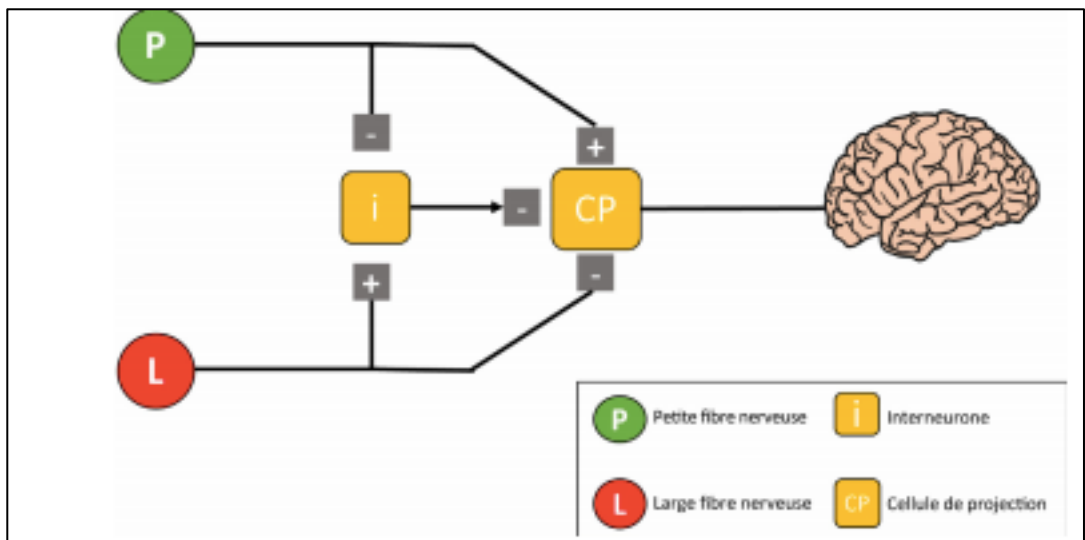 P
-
+
i
-
CP
+
-
L
P Petite fibre nerveuse
i Interneurone
L Large fibre nerveuse
CP Cellule de projection